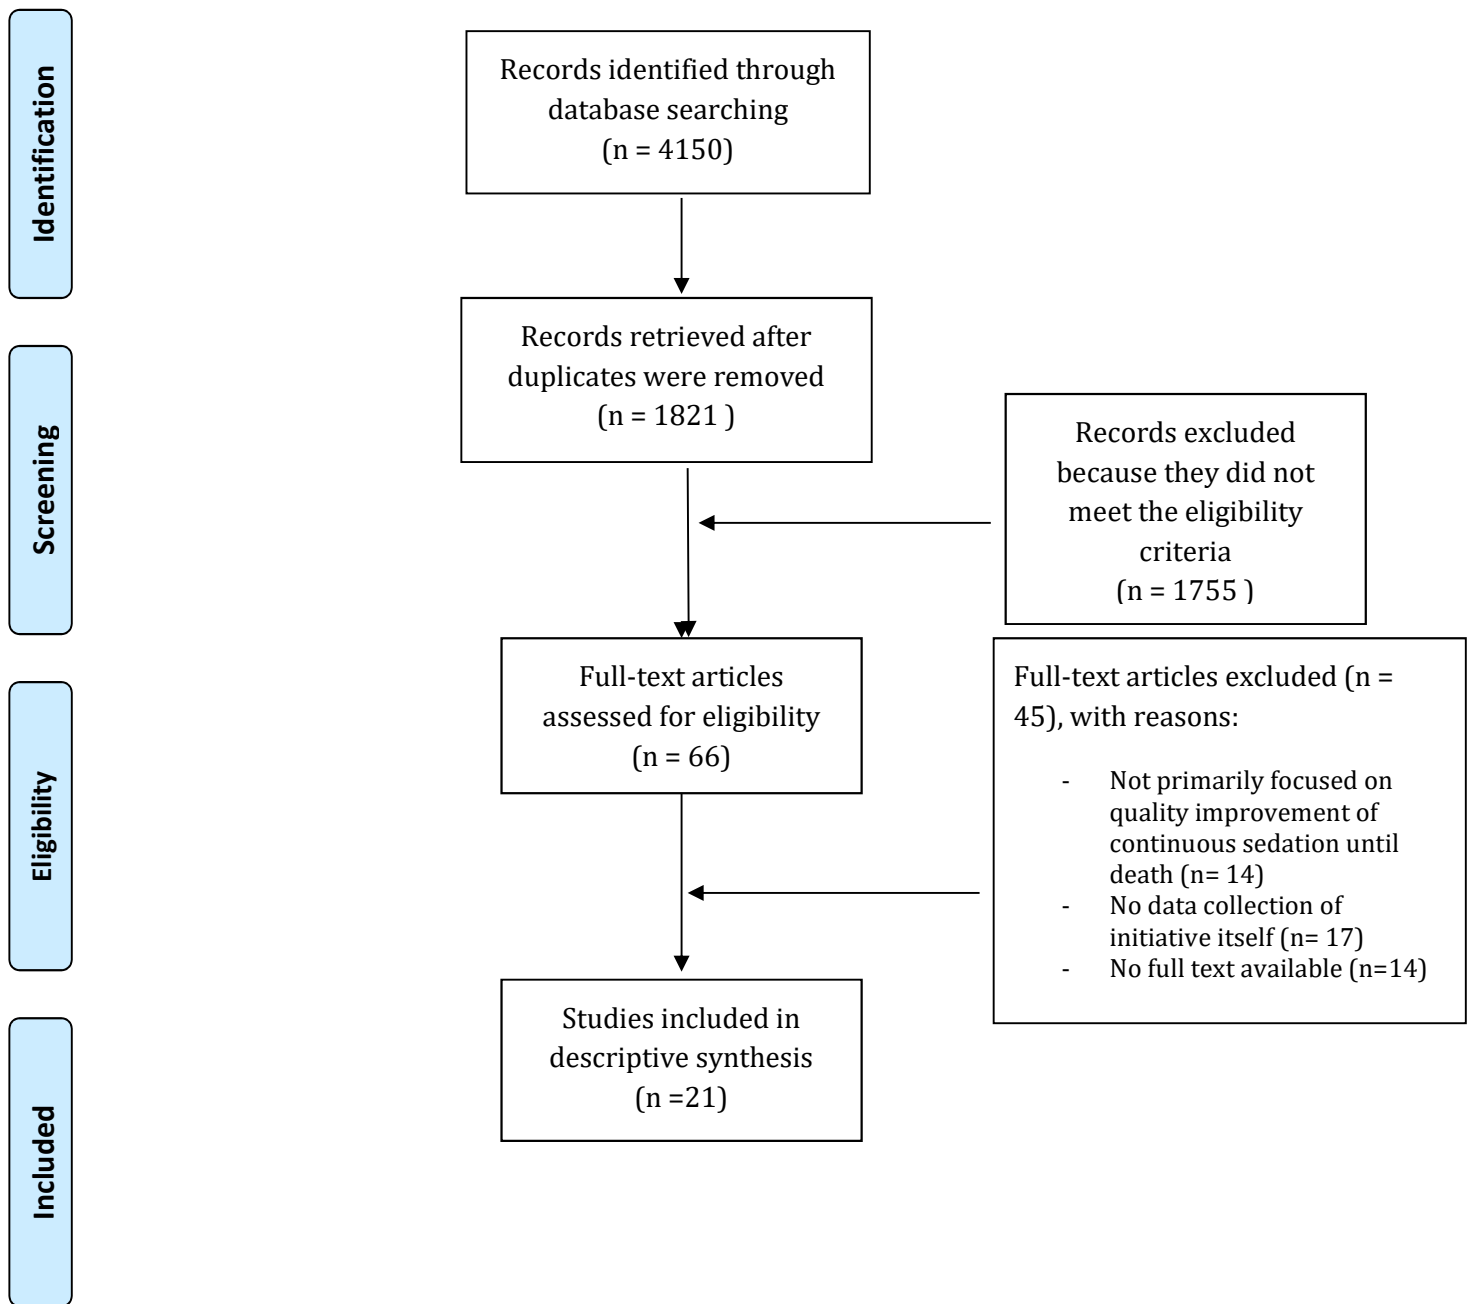 Identification
Records identified through
database searching
(n = 4150)
Records retrieved after
duplicates were removed
(n = 1821 )
Screening
Records excluded
because they did not
meet the eligibility
criteria
(n = 1755 )
Full-text articles
assessed for eligibility
(n = 66)
Eligibility
Full-text articles excluded (n =
45), with reasons:
- Not primarily focused on
quality improvement of
continuous sedation until
death (n= 14)
- No data collection of
initiative itself (n= 17)
- No full text available (n=14)
Studies included in
descriptive synthesis
(n =21)
Included